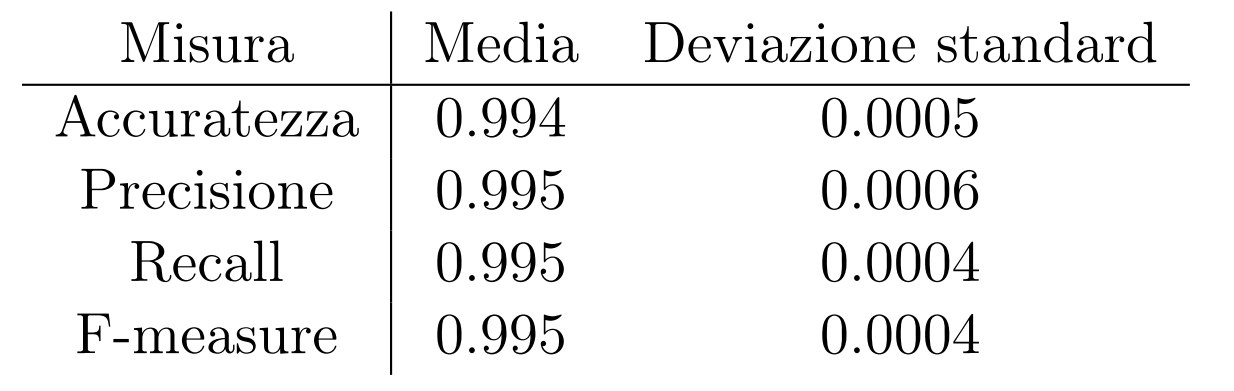 Misura Media Deviazione standard
Accuratezza 0.994 0.0005
Precisione 0.995 0.0006
Recall 0.995 0.0004
F-measure 0.995 0.0004